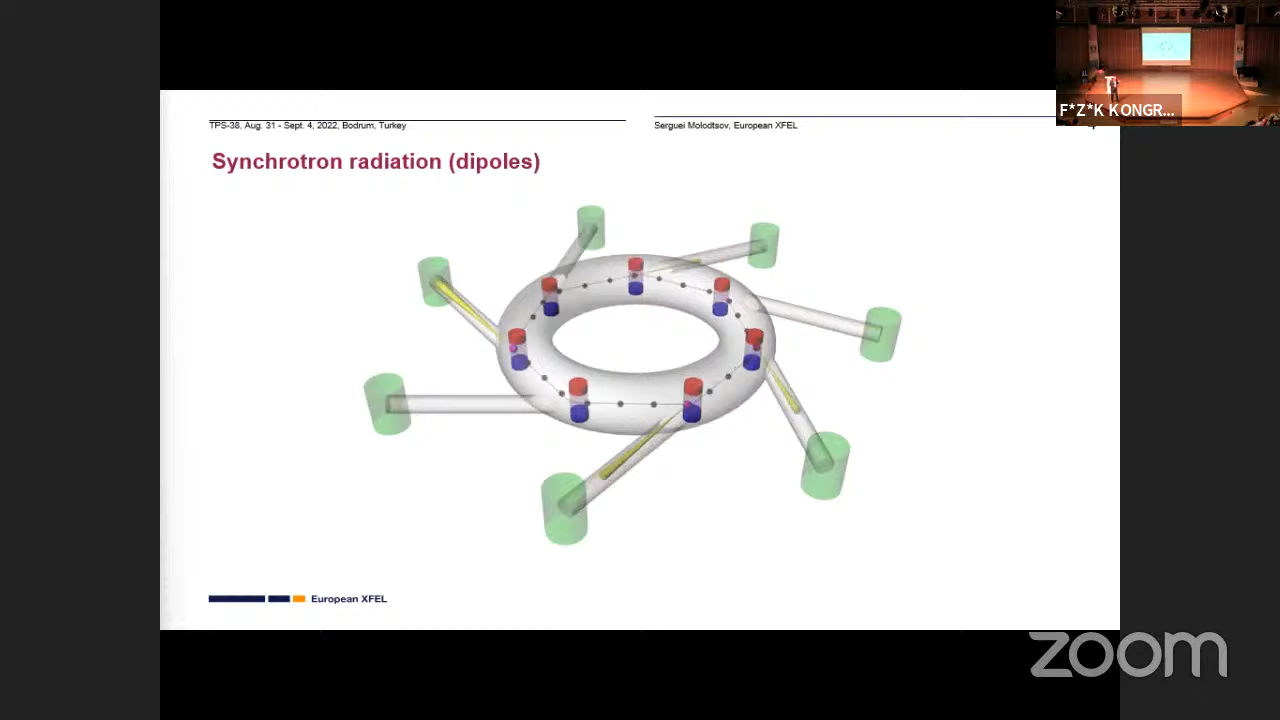 TPS-38, Aug. 31 - Sept. 4, 2022, Bodrum, Turkey
Serguei Molodtsov, European XFEL
Synchrotron radiation (dipoles)
European XFEL
F*Z*K KONGR...
zoom